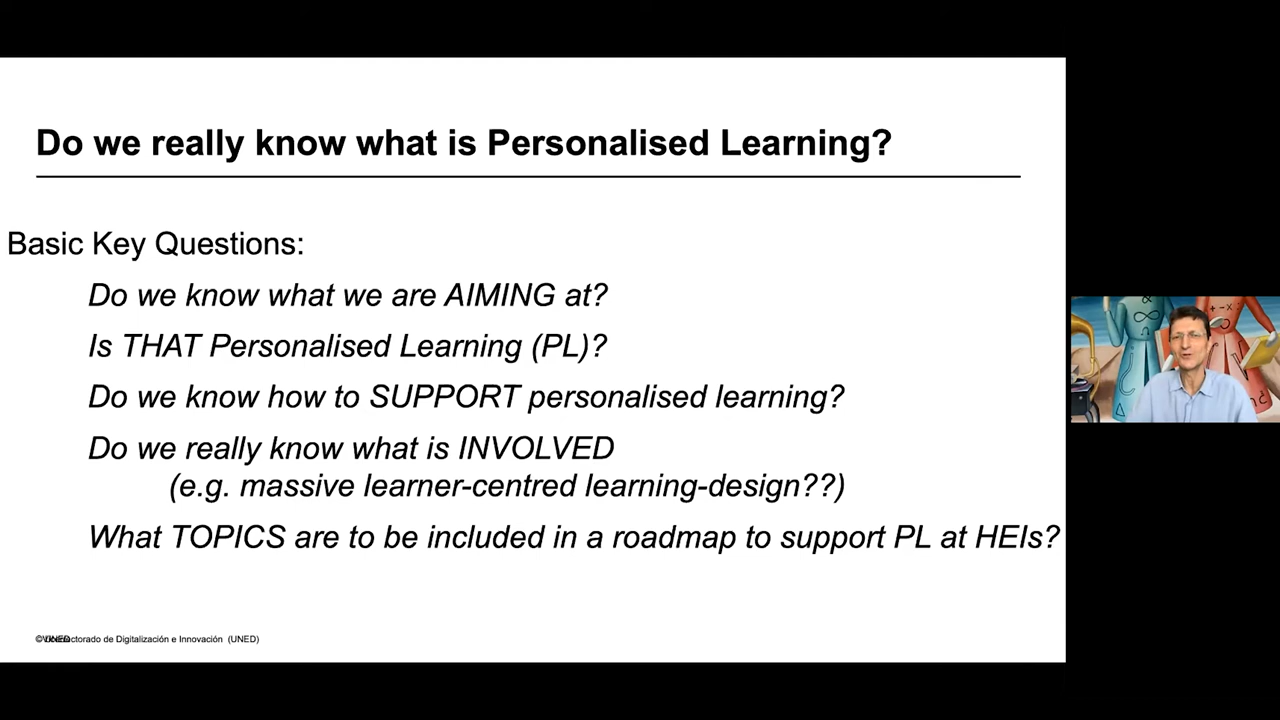 Do we really know what is Personalised Learning?
Basic Key Questions:
Do we know what we are AIMING at?
Is THAT Personalised Learning (PL)?
Do we know how to SUPPORT personalised learning?
Do we really know what is INVOLVED
(e.g. massive learner-centred learning-design??)
What TOPICS are to be included in a roadmap to support PL at HEIs?
de Digitalización e Innovación (UNED)